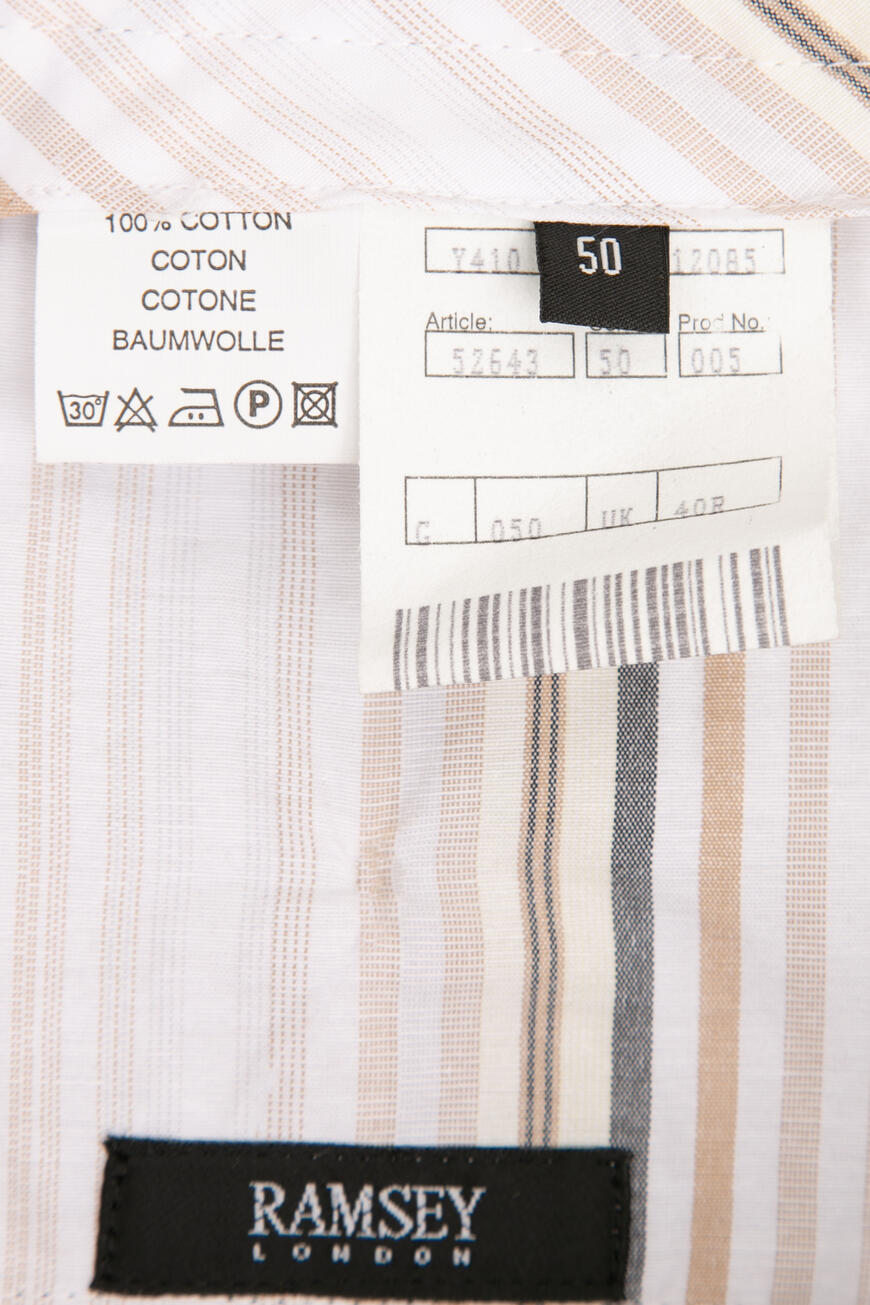 100% COTTON
COTON
COTONE
BAUMWOLLE
30° P
Y410 12085
50
Article: Prod No.:
52643 50 005
G 050 UK 40R
RAMSEY
LONDON